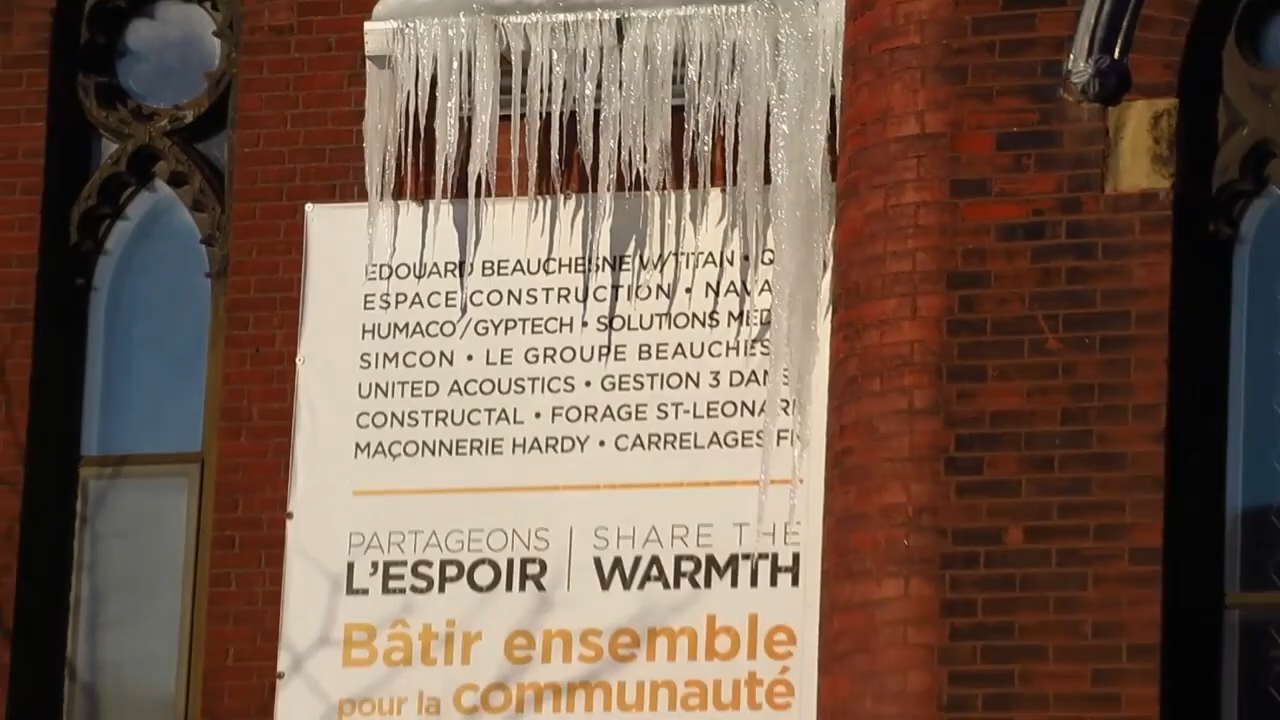 EDOUARD BEAUCHESNE W/TITAN •
ESPACE CONSTRUCTION •
HUMACO/GYPTECH • SOLUTIONS
SIMCON • LE GROUPE
UNITED ACOUSTICS • GESTION 3
CONSTRUCTAL • FORAGE
MAÇONNERIE HARDY • CARRELAGES
PARTAGEONS
L'ESPOIR
SHARE THE
WARMTH
Bâtir ensemble
pour la communauté